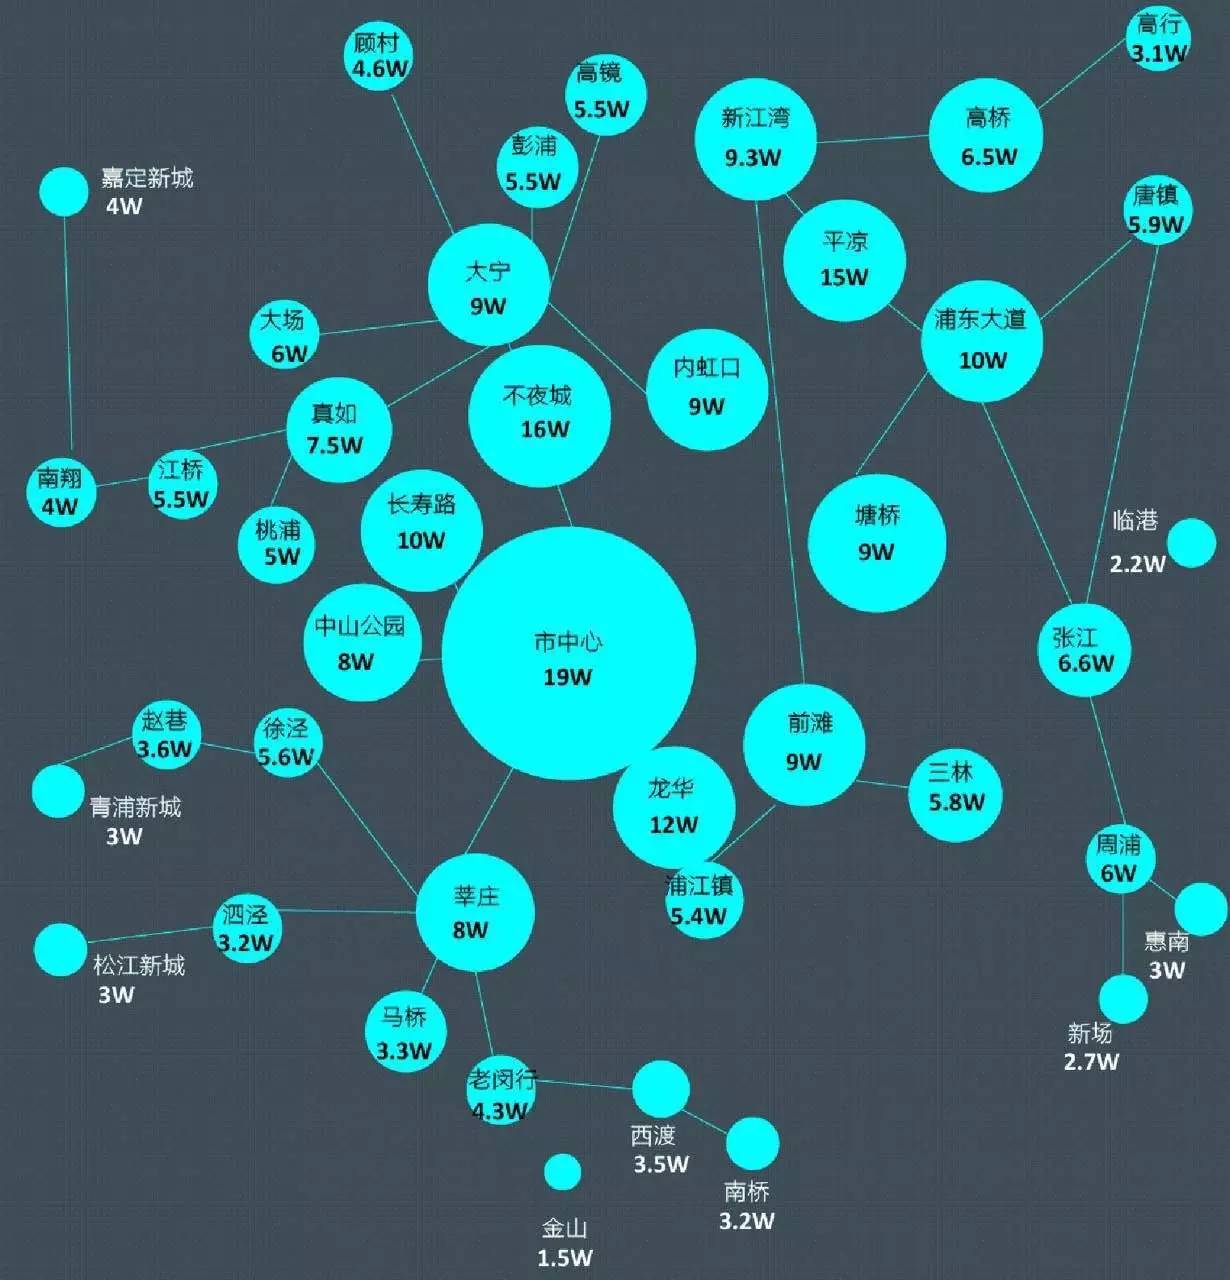 高行
3.1W
顾村
4.6W
高镜
5.5W
新江湾
9.3W
高桥
6.5W
彭浦
5.5W
嘉定新城
4W
唐镇
5.9W
平凉
15W
大宁
9W
大场
6W
浦东大道
10W
内虹口
9W
不夜城
16W
真如
7.5W
南翔
4W
江桥
5.5W
长寿路
10W
桃浦
5W
塘桥
9W
临港
2.2W
中山公园
8W
市中心
19W
张江
6.6W
赵巷
3.6W
徐泾
5.6W
前滩
9W
三林
5.8W
龙华
12W
青浦新城
3W
周浦
6W
浦江镇
5.4W
莘庄
8W
泗泾
3.2W
惠南
3W
松江新城
3W
马桥
3.3W
新场
2.7W
老闵行
4.3W
西渡
3.5W
南桥
3.2W
金山
1.5W